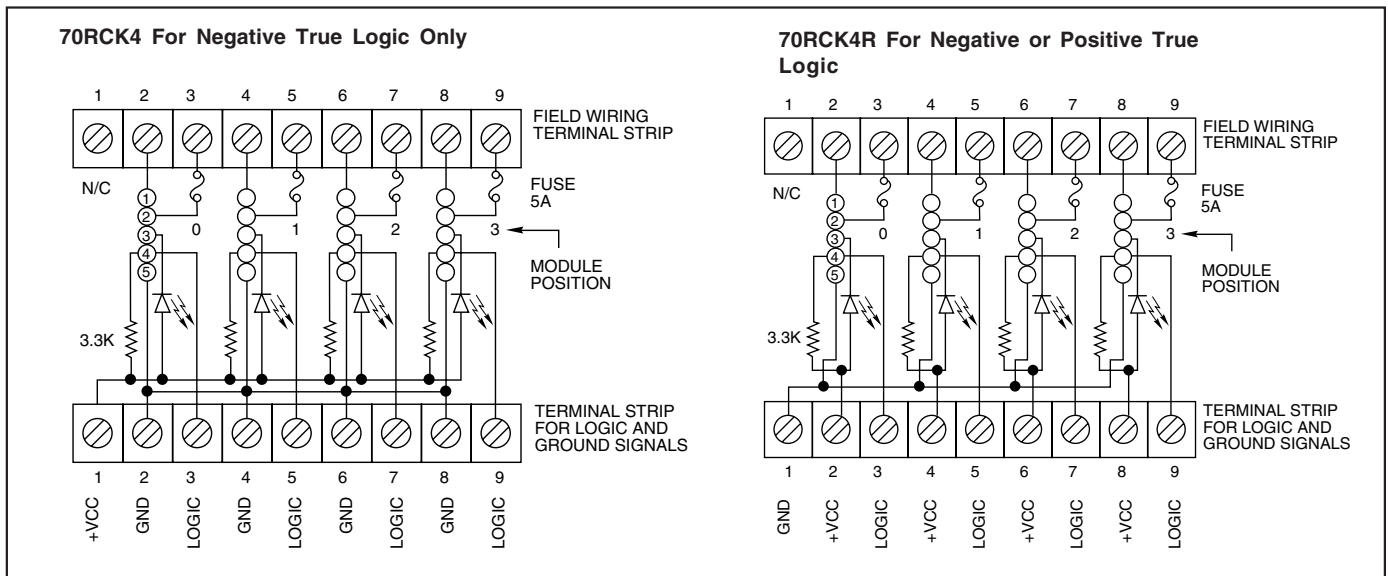 70RCK4 For Negative True Logic Only
1 2 3 4 5 6 7 8 9
FIELD WIRING
TERMINAL STRIP
N/C
1
2
3
4
5
0 1 2 3
FUSE
5A
MODULE
POSITION
3.3K
TERMINAL STRIP
FOR LOGIC AND
GROUND SIGNALS
1 2 3 4 5 6 7 8 9
+VCC GND LOGIC GND LOGIC GND LOGIC GND LOGIC
70RCK4R For Negative or Positive True
Logic
1 2 3 4 5 6 7 8 9
FIELD WIRING
TERMINAL STRIP
N/C
1
2
3
4
5
0 1 2 3
FUSE
5A
MODULE
POSITION
3.3K
TERMINAL STRIP
FOR LOGIC AND
GROUND SIGNALS
1 2 3 4 5 6 7 8 9
GND +VCC LOGIC +VCC LOGIC +VCC LOGIC +VCC LOGIC